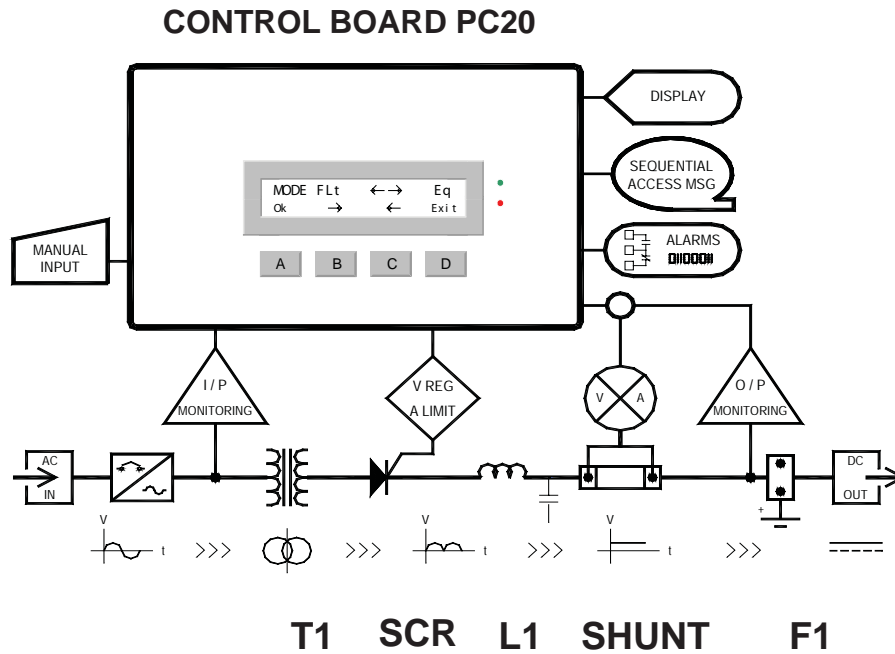 CONTROL BOARD PC20
DISPLAY
SEQUENTIAL
ACCESS MSG
MODE FLt ←→ Eq
Ok → ← Exit
ALARMS
MANUAL
INPUT
A B C D
I / P
MONITORING
V REG
A LIMIT
V A
O / P
MONITORING
AC
IN
DC
OUT
+
V t >>> >>> V t >>> V t >>>
T1 SCR L1 SHUNT F1